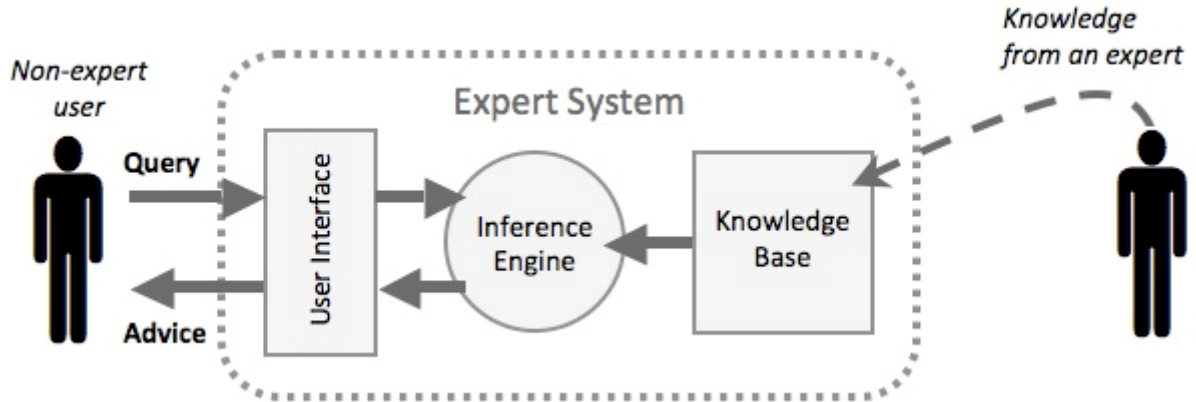 Non-expert
user
Query
Advice
Expert System
User Interface
Inference
Engine
Knowledge
Base
Knowledge
from an expert